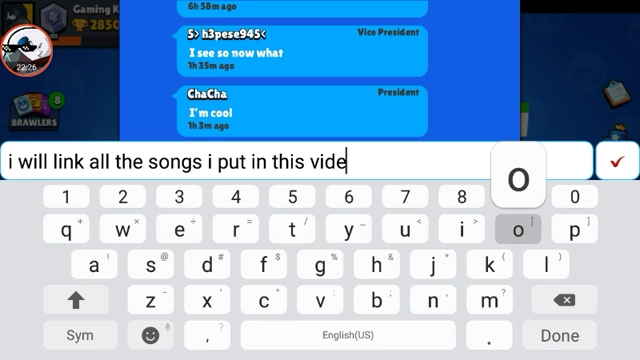 Gaming K
2850
22/26
8
BRAWLERS
6h 58m ago
5> h3pese945<
Vice President
I see so now what
1h 35m ago
ChaCha
President
I'm cool
1h 3m ago
i will link all the songs i put in this vide
o
1 2 3 4 5 6 7 8 0
q + w × e ÷ r = t / y _ u < i > o [ p ]
a ! s @ d # f $ g % h & j * k ( l )
z - x ' c " v : b ; n , m ?
Sym , ? English(US) . Done